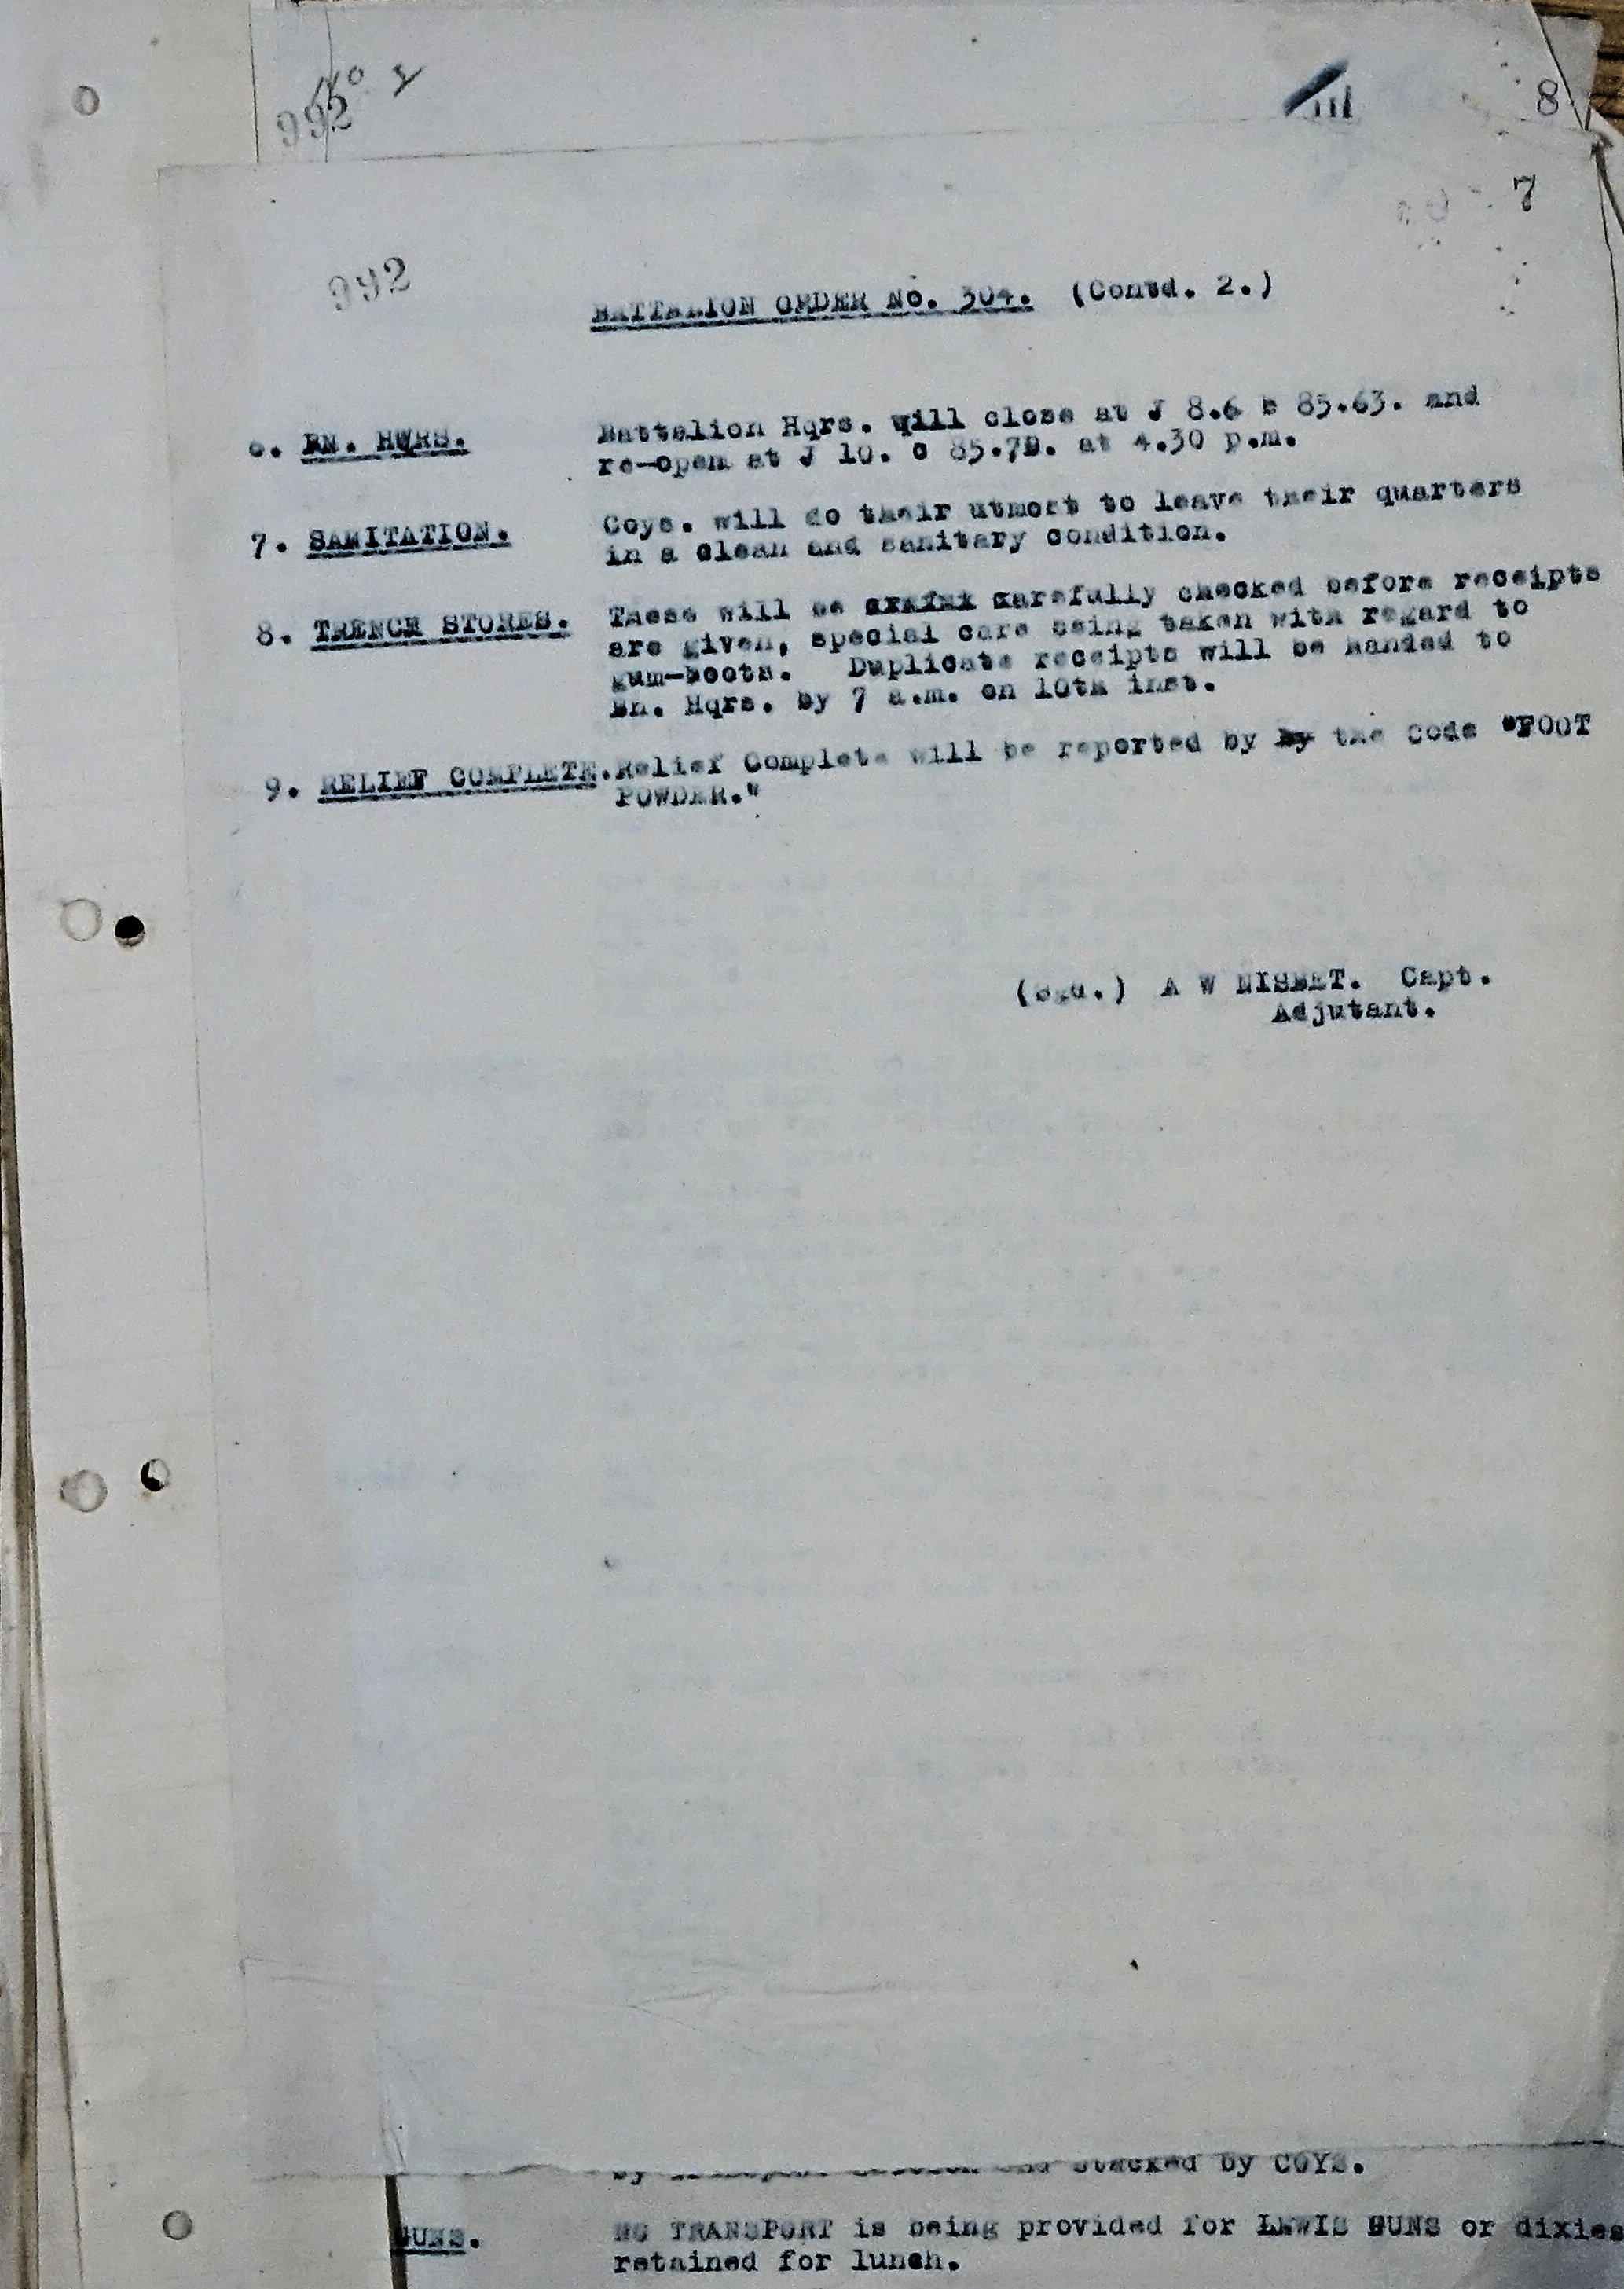 992
8
7
992
BATTALION ORDER No. 304. (Contd. 2.)
6. BN. HQRS. Battalion Hqrs. will close at J 8.6 b 85.63. and
re-open at J 10. c 85.79. at 4.30 p.m.
7. SANITATION. Coys. will do their utmost to leave their quarters
in a clean and sanitary condition.
8. TRENCH STORES. These will be carefully checked before receipts
are given, special care being taken with regard to
gum-boots. Duplicate receipts will be handed to
Bn. Hqrs. by 7 a.m. on 10th inst.
9. RELIEF COMPLETE. Relief Complete will be reported by by the Code "FOOT
POWDER."
(Sgd.) A W NISBET. Capt.
Adjutant.
by stacked by COYS.
GUNS. NO TRANSPORT is being provided for LEWIS GUNS or dixies
retained for lunch.